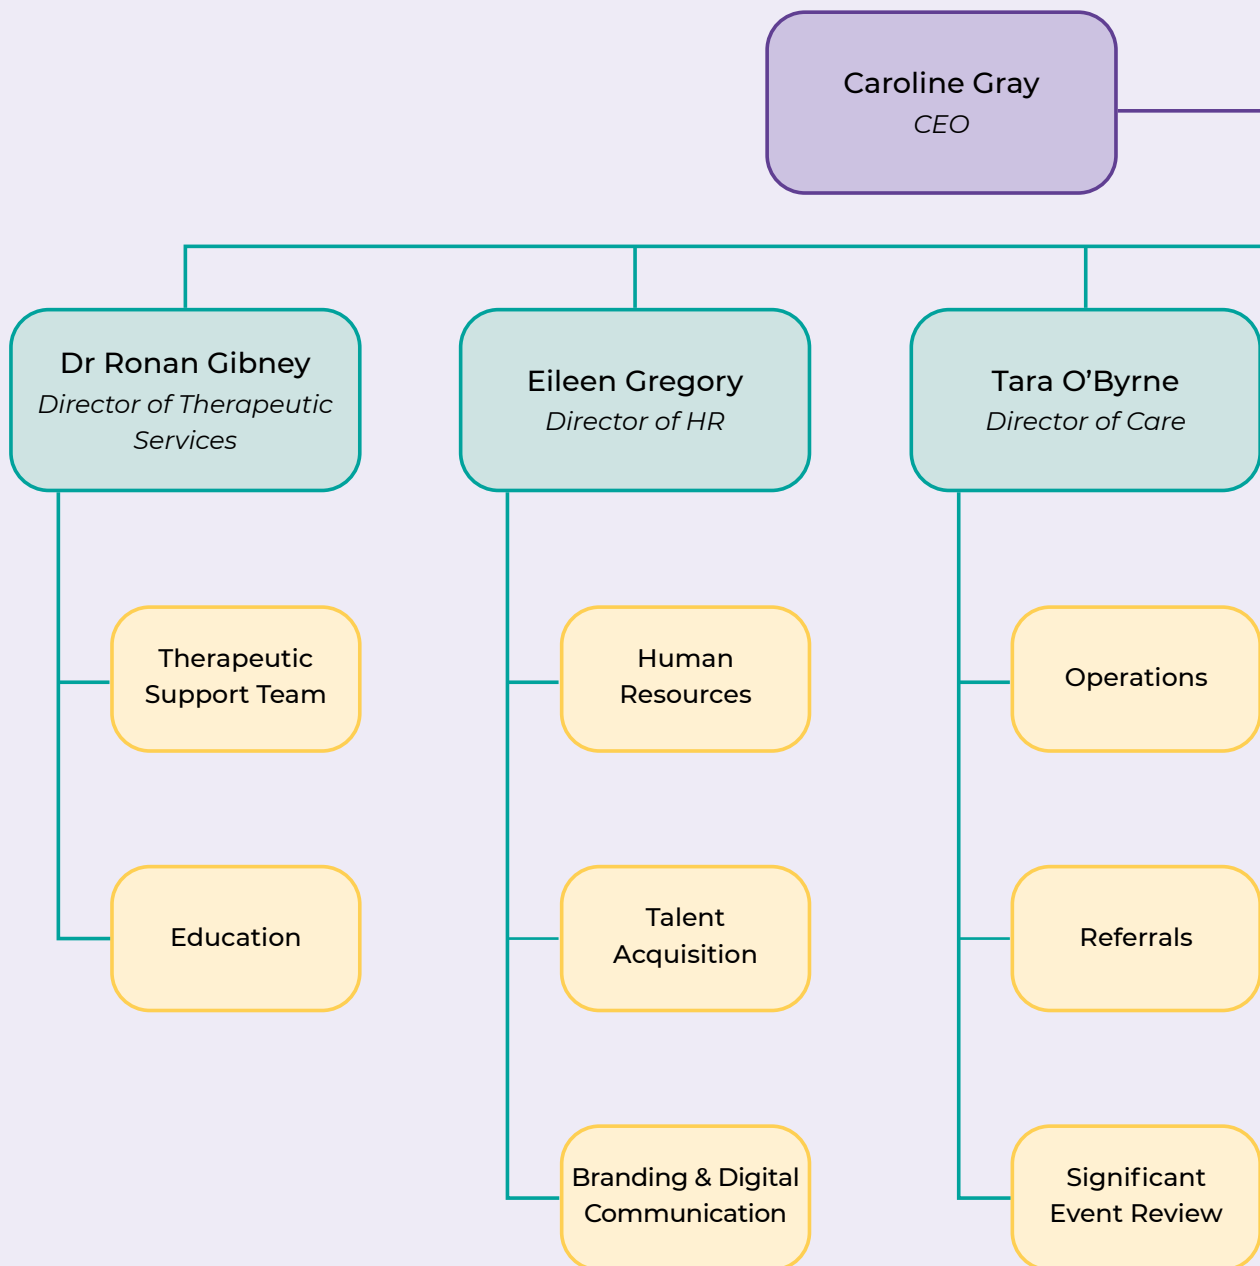 Caroline Gray
CEO
Dr Ronan Gibney
Director of Therapeutic
Services
Eileen Gregory
Director of HR
Tara O’Byrne
Director of Care
Therapeutic
Support Team
Human
Resources
Operations
Education
Talent
Acquisition
Referrals
Branding & Digital
Communication
Significant
Event Review